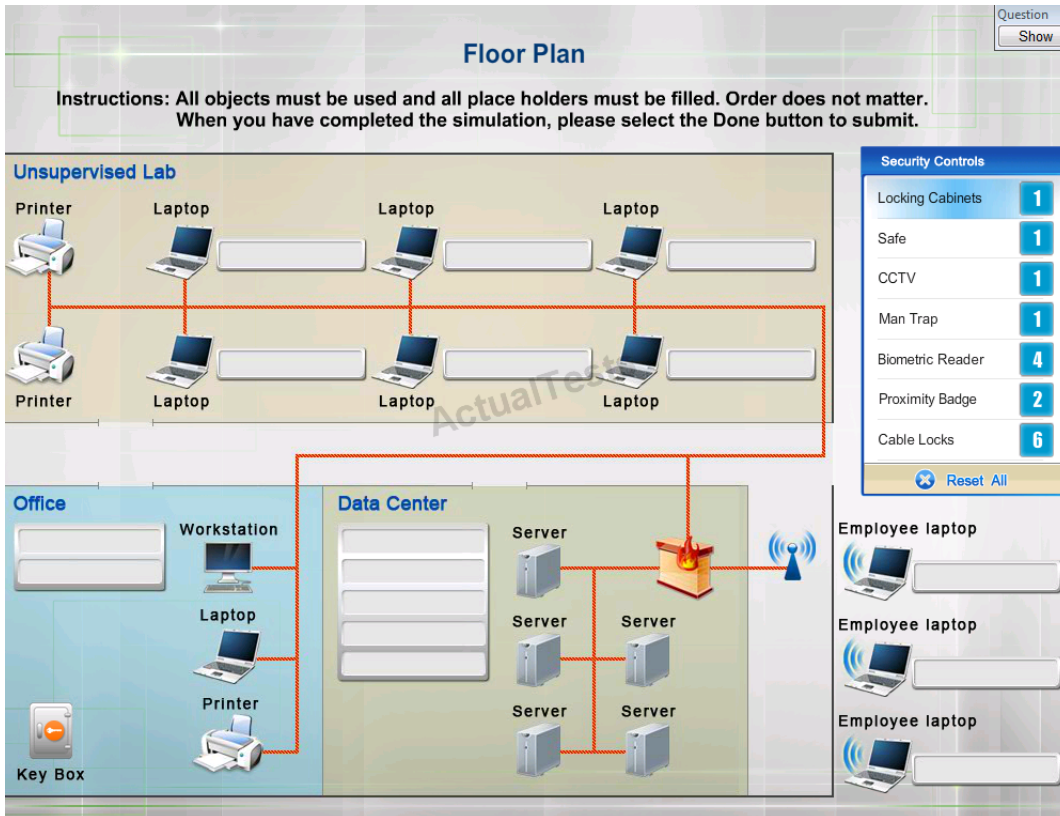 Question
Show
Floor Plan
Instructions: All objects must be used and all place holders must be filled. Order does not matter.
When you have completed the simulation, please select the Done button to submit.
Unsupervised Lab
Printer
Laptop
Laptop
Laptop
Printer
Laptop
Laptop
Laptop
ActualTests
Security Controls
Locking Cabinets 1
Safe 1
CCTV 1
Man Trap 1
Biometric Reader 4
Proximity Badge 2
Cable Locks 6
Reset All
Office
Workstation
Laptop
Printer
Key Box
Data Center
Server
Server
Server
Server
Server
Employee laptop
Employee laptop
Employee laptop